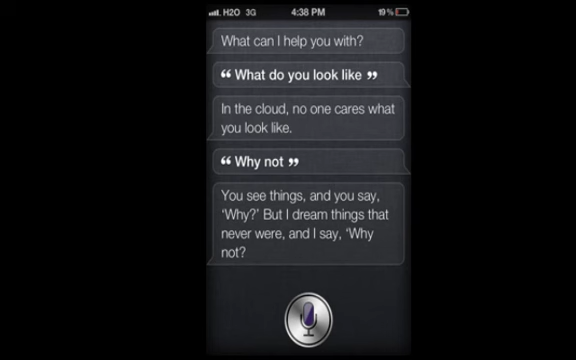 H2O 3G 4:38 PM 19%
What can I help you with?
“ What do you look like ”
In the cloud, no one cares what
you look like.
“ Why not ”
You see things, and you say,
‘Why?’ But I dream things that
never were, and I say, ‘Why
not?